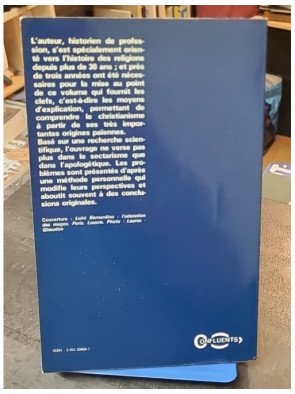 L'auteur, historien de profes-
sion, s'est spécialement orien-
té vers l'histoire des religions
depuis plus de 30 ans ; et près
de trois années ont été néces-
saires pour la mise au point
de ce volume qui fournit les
clefs, c'est-à-dire les moyens
d'explication, permettant de
comprendre le christianisme
à partir de ses très impor-
tantes origines païennes.
Basé sur une recherche scien-
tifique, l'ouvrage ne verse pas
plus dans le sectarisme que
dans l'apologétique. Les pro-
blèmes sont présentés d'après
une méthode personnelle qui
modifie leurs perspectives et
aboutit souvent à des conclu-
sions originales.
Couverture : Luini Bernardino : l'adoration
des mages. Paris, Louvre. Photo : Lauros -
Giraudon
CONFLUENTS
ISBN